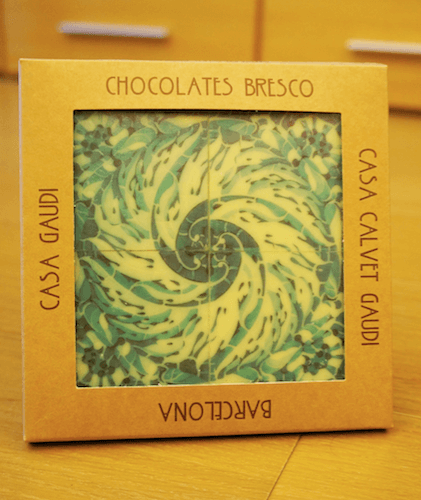 CHOCOLATES BRESCO
CASA GAUDI
CASA CALVET GAUDI
BARCELONA